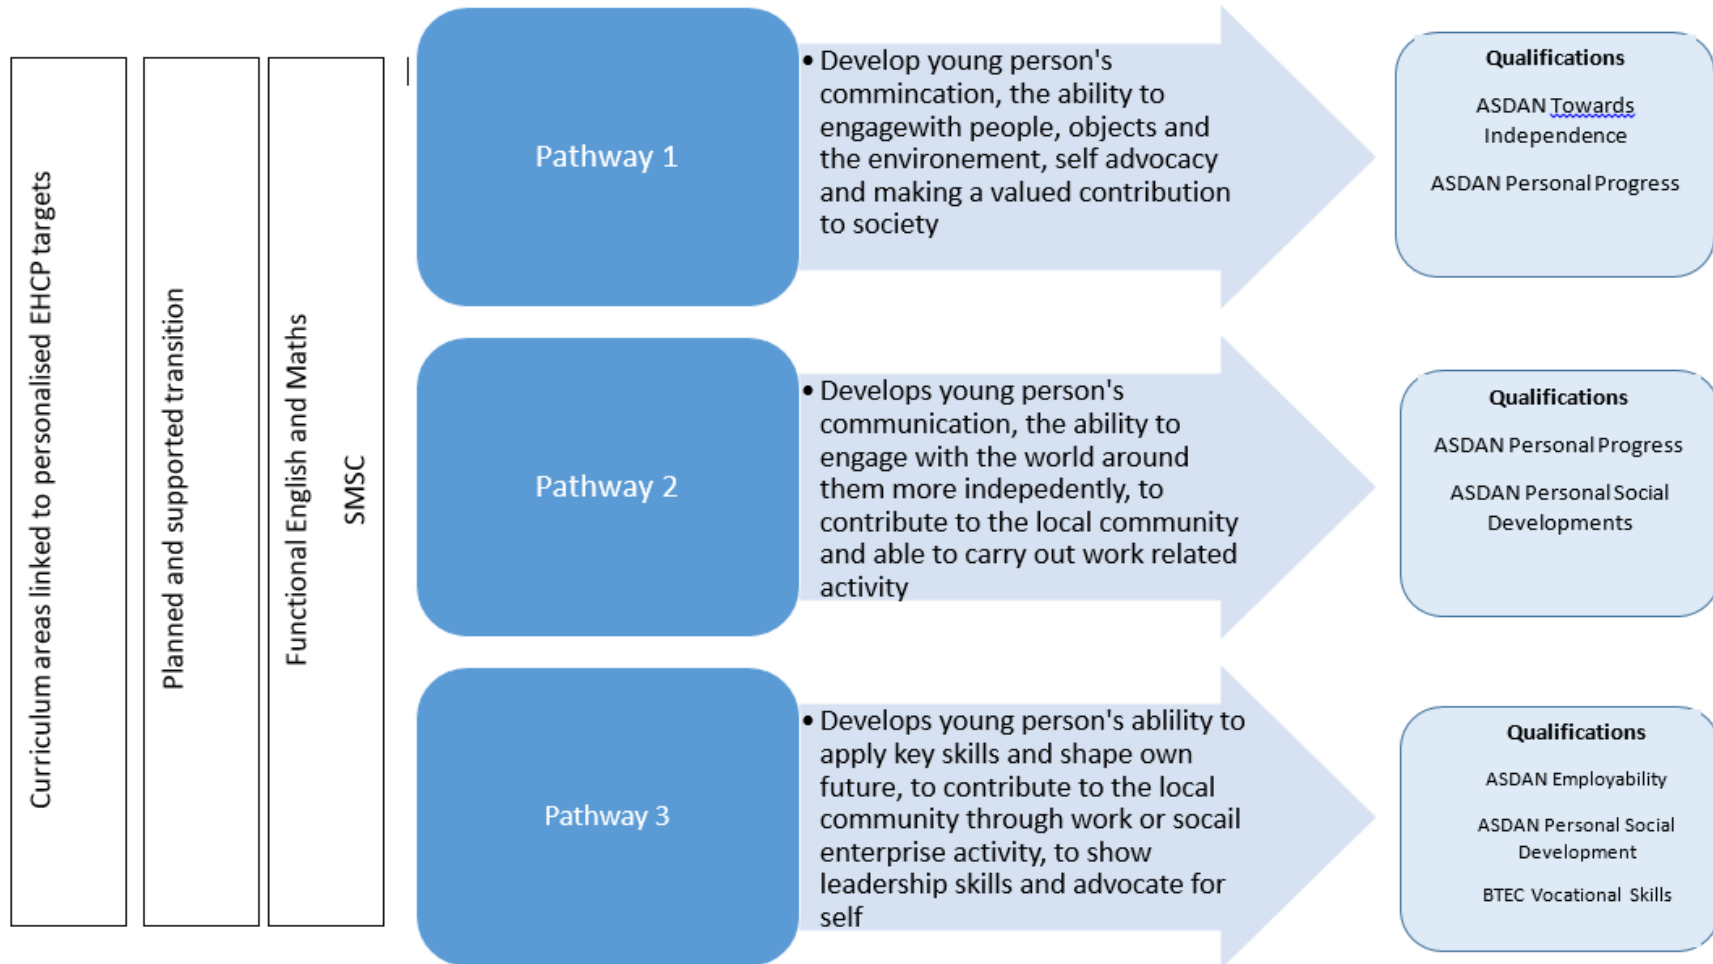 Curriculum areas linked to personalised EHCP targets
Planned and supported transition
Functional English and Maths
SMSC
Pathway 1
• Develop young person's
commincation, the ability to
engagewith people, objects and
the environement, self advocacy
and making a valued contribution
to society
Qualifications
ASDAN Towards
Independence
ASDAN Personal Progress
Pathway 2
• Develops young person's
communication, the ability to
engage with the world around
them more indepedently, to
contribute to the local community
and able to carry out work related
activity
Qualifications
ASDAN Personal Progress
ASDAN Personal Social
Developments
Pathway 3
• Develops young person's ablility to
apply key skills and shape own
future, to contribute to the local
community through work or socail
enterprise activity, to show
leadership skills and advocate for
self
Qualifications
ASDAN Employability
ASDAN Personal Social
Development
BTEC Vocational Skills